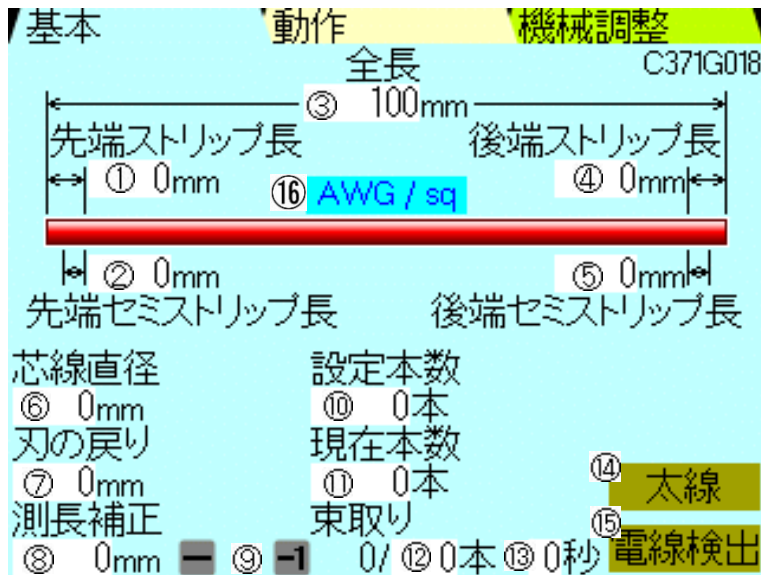 基本 動作 機械調整
全長 C371G018
③ 100mm
先端ストリップ長 後端ストリップ長
① 0mm ⑯ AWG / sq ④ 0mm
② 0mm ⑤ 0mm
先端セミストリップ長 後端セミストリップ長
芯線直径 設定本数
⑥ 0mm ⑩ 0本
刃の戻り 現在本数
⑦ 0mm ⑪ 0本 ⑭ 太線
測長補正 束取り ⑮ 電線検出
⑧ 0mm ー ⑨ -1 0/ ⑫ 0本 ⑬ 0秒